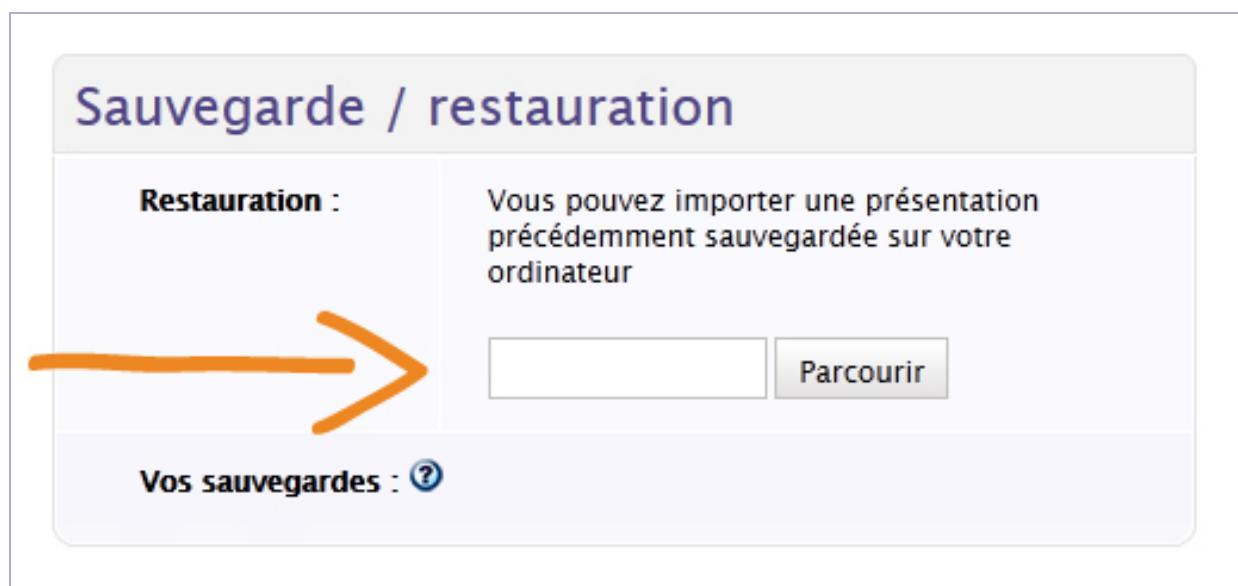 Sauvegarde / restauration
Restauration :
Vous pouvez importer une présentation
précédemment sauvegardée sur votre
ordinateur
Parcourir
Vos sauvegardes : ?